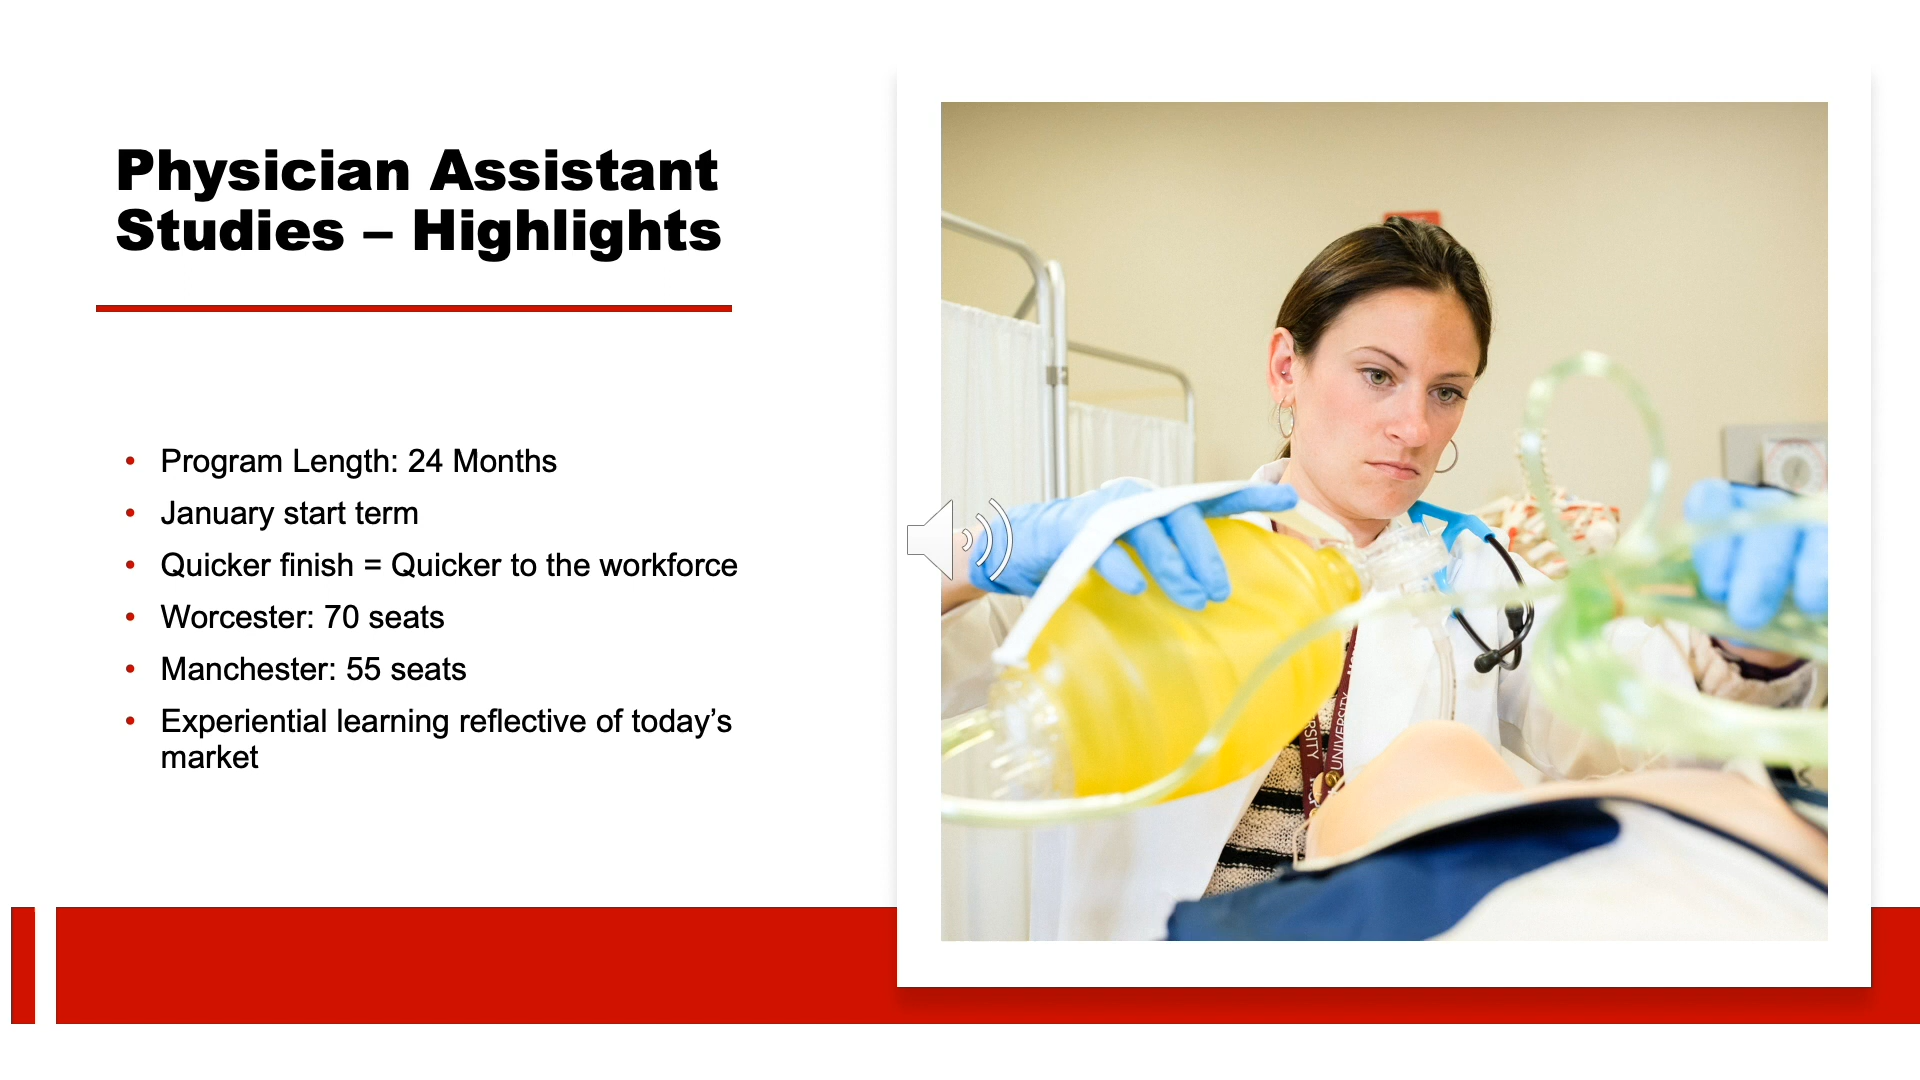 Physician Assistant
Studies – Highlights
• Program Length: 24 Months
• January start term
• Quicker finish = Quicker to the workforce
• Worcester: 70 seats
• Manchester: 55 seats
• Experiential learning reflective of today’s
market
UNIVERSITY